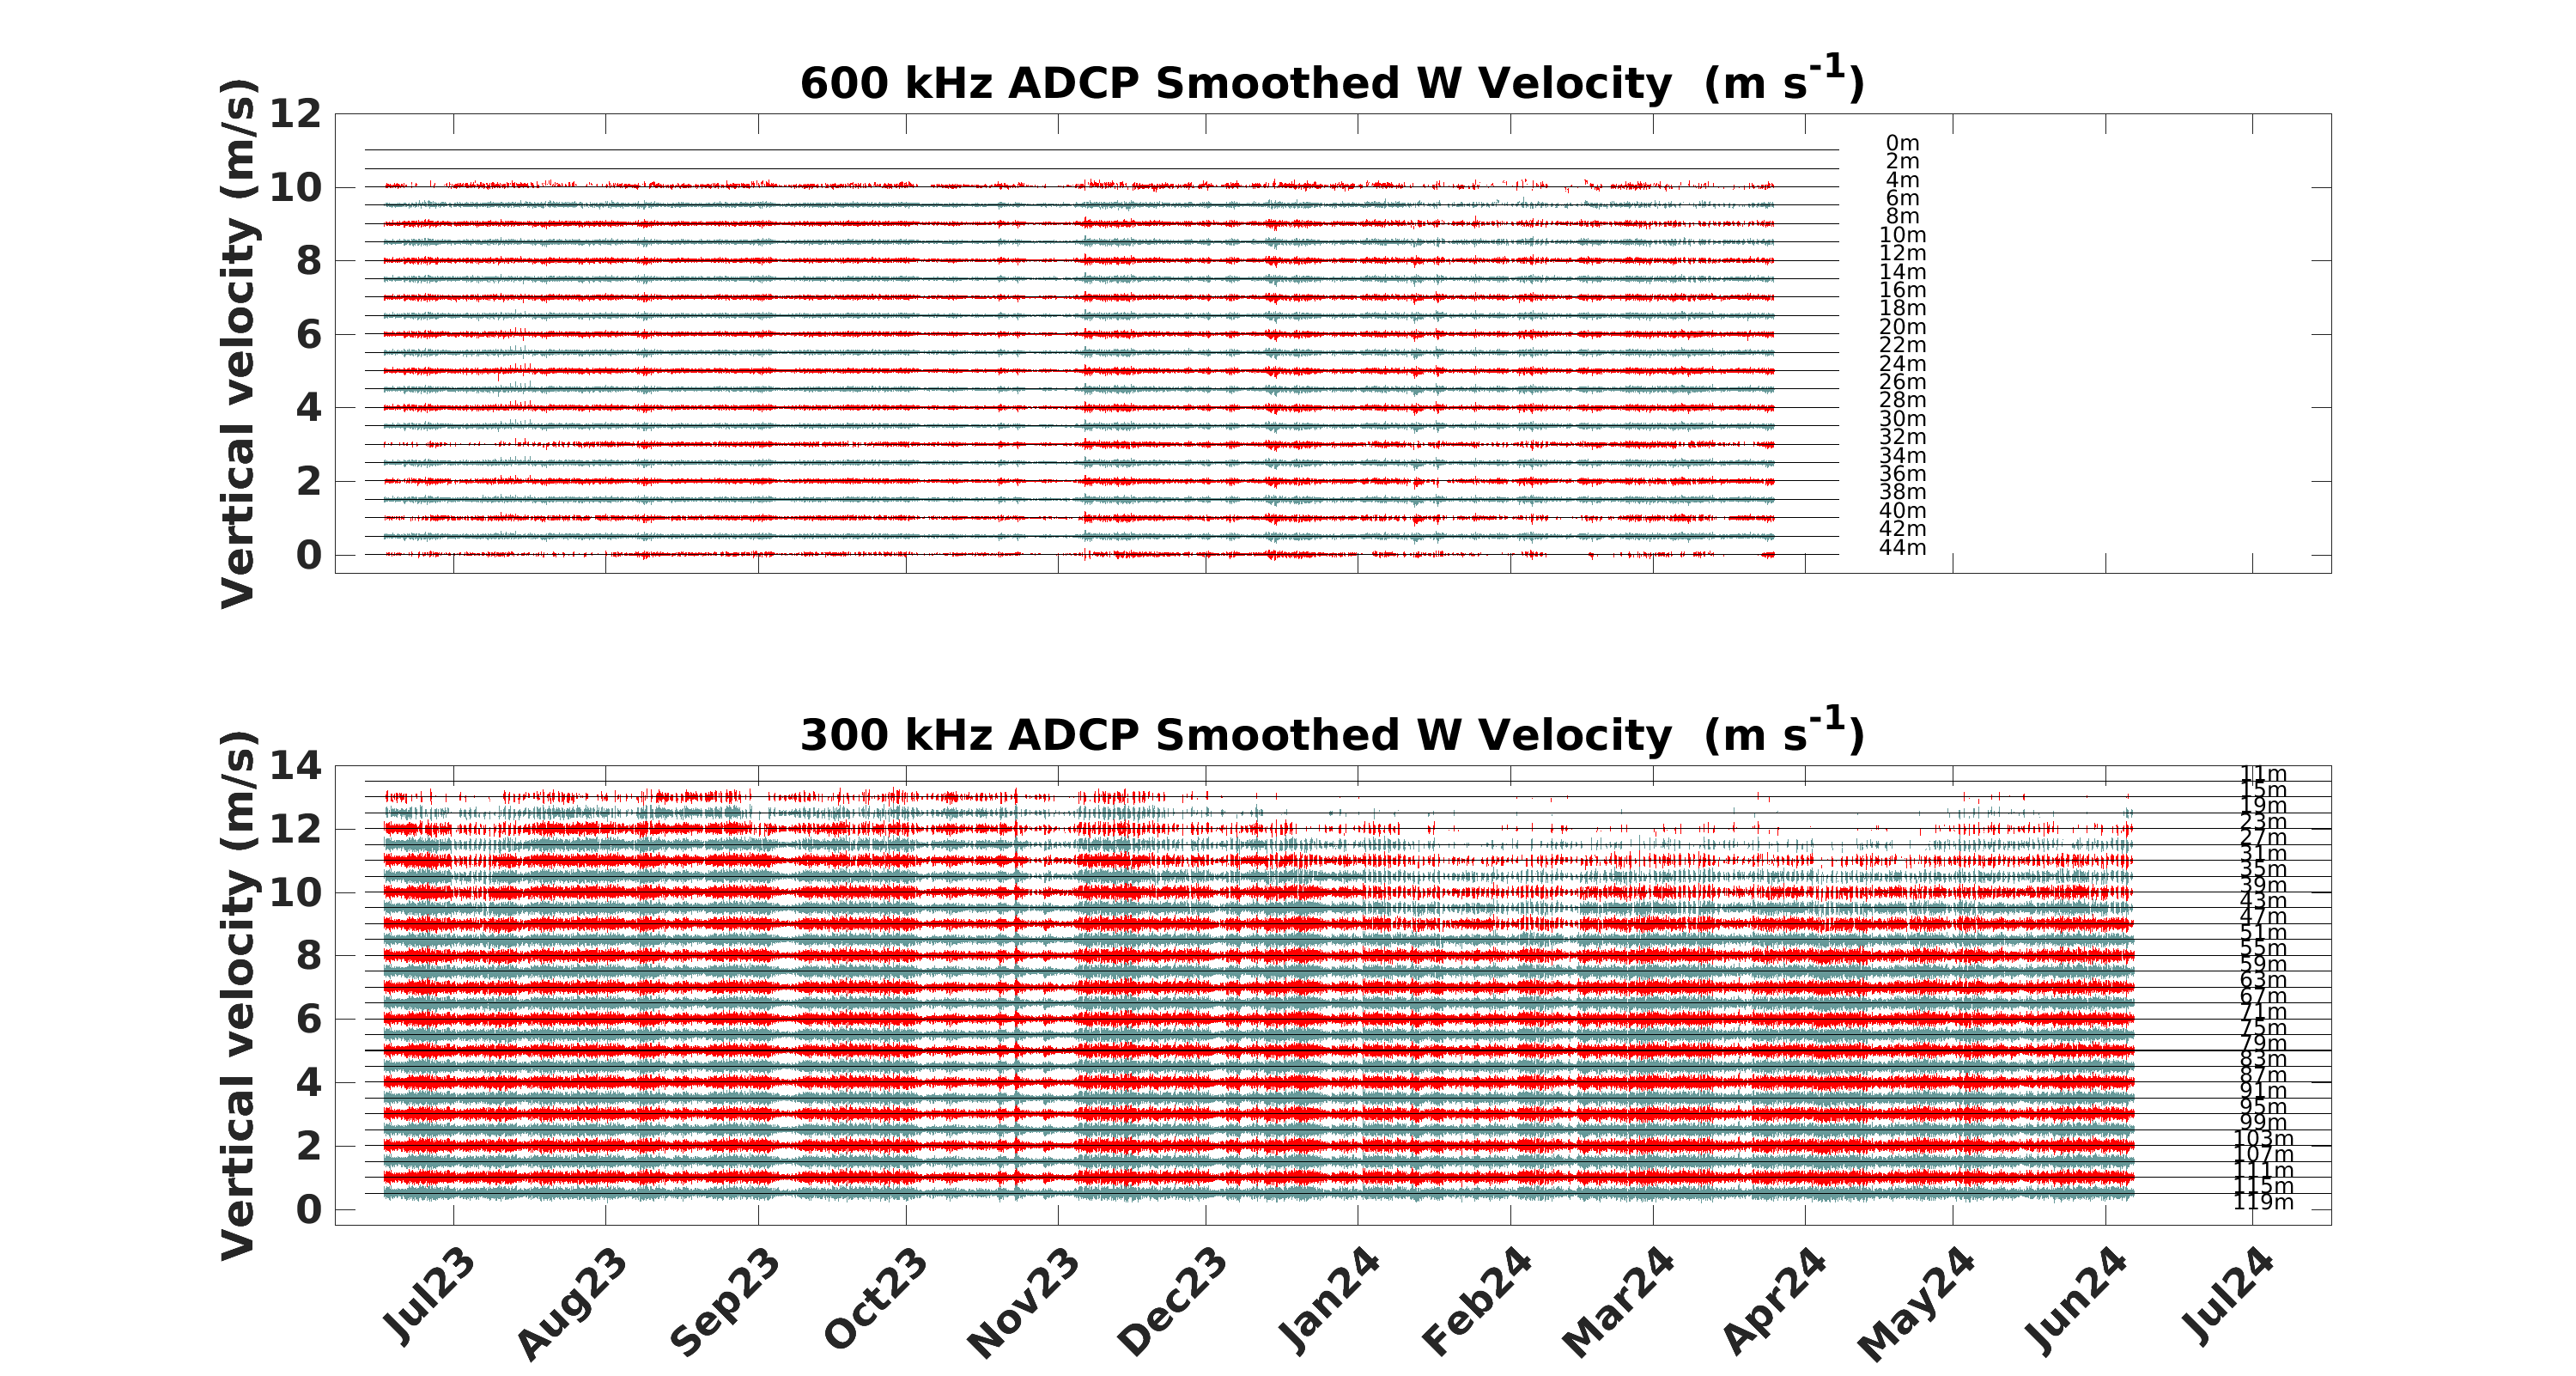 600 kHz ADCP Smoothed W Velocity (m s-1)
Vertical velocity (m/s)
12
10
8
6
4
2
0
0m
2m
4m
6m
8m
10m
12m
14m
16m
18m
20m
22m
24m
26m
28m
30m
32m
34m
36m
38m
40m
42m
44m
300 kHz ADCP Smoothed W Velocity (m s-1)
Vertical velocity (m/s)
14
12
10
8
6
4
2
0
11m
15m
19m
23m
27m
31m
35m
39m
43m
47m
51m
55m
59m
63m
67m
71m
75m
79m
83m
87m
91m
95m
99m
103m
107m
111m
115m
119m
Jul23
Aug23
Sep23
Oct23
Nov23
Dec23
Jan24
Feb24
Mar24
Apr24
May24
Jun24
Jul24